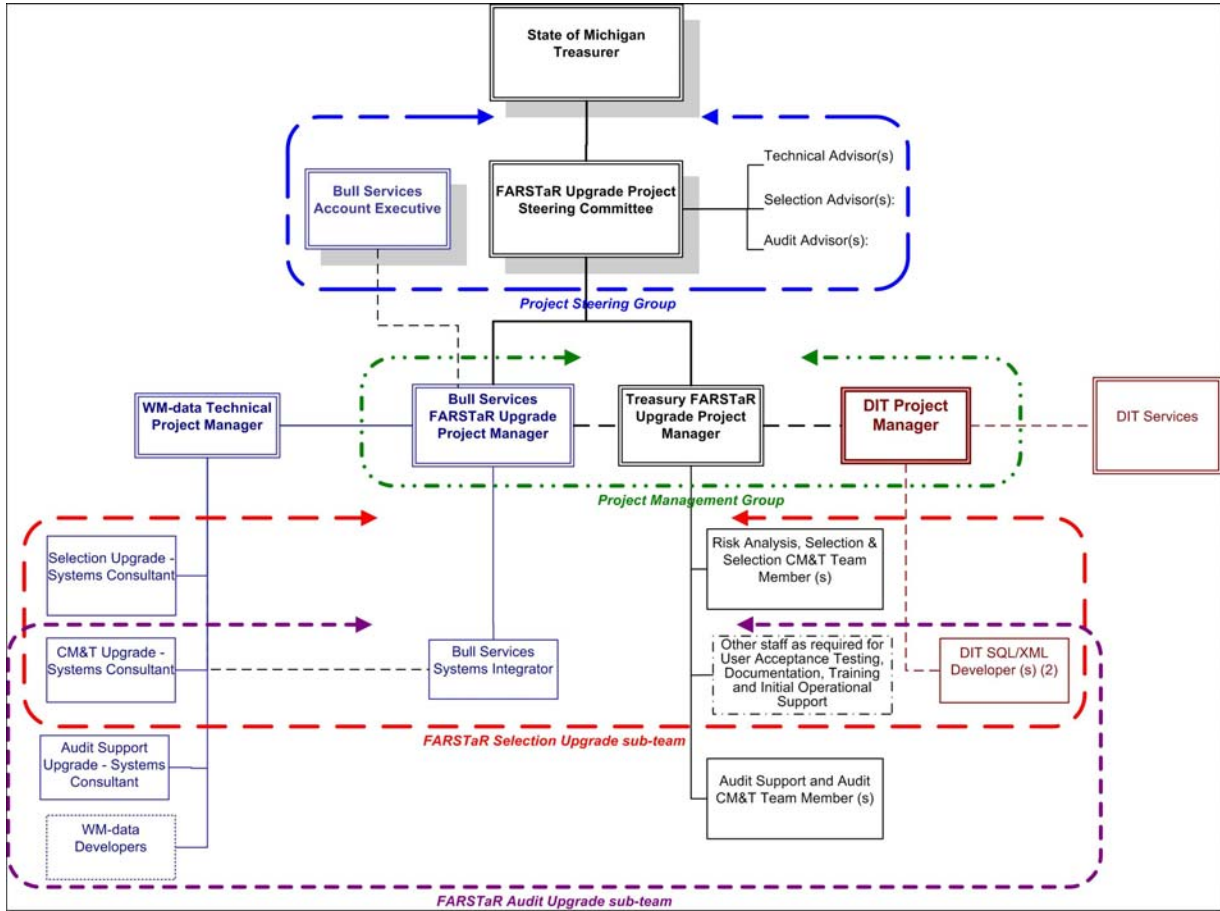 State of Michigan
Treasurer
Bull Services
Account Executive
FARSTaR Upgrade Project
Steering Committee
Technical Advisor(s)
Selection Advisor(s):
Audit Advisor(s):
Project Steering Group
WM-data Technical
Project Manager
Bull Services
FARSTaR Upgrade
Project Manager
Treasury FARSTaR
Upgrade Project
Manager
DIT Project
Manager
DIT Services
Project Management Group
Selection Upgrade -
Systems Consultant
Risk Analysis, Selection &
Selection CM&T Team
Member (s)
CM&T Upgrade -
Systems Consultant
Bull Services
Systems Integrator
Other staff as required for
User Acceptance Testing,
Documentation, Training
and Initial Operational
Support
DIT SQL/XML
Developer (s) (2)
FARSTaR Selection Upgrade sub-team
Audit Support
Upgrade - Systems
Consultant
Audit Support and Audit
CM&T Team Member (s)
WM-data
Developers
FARSTaR Audit Upgrade sub-team